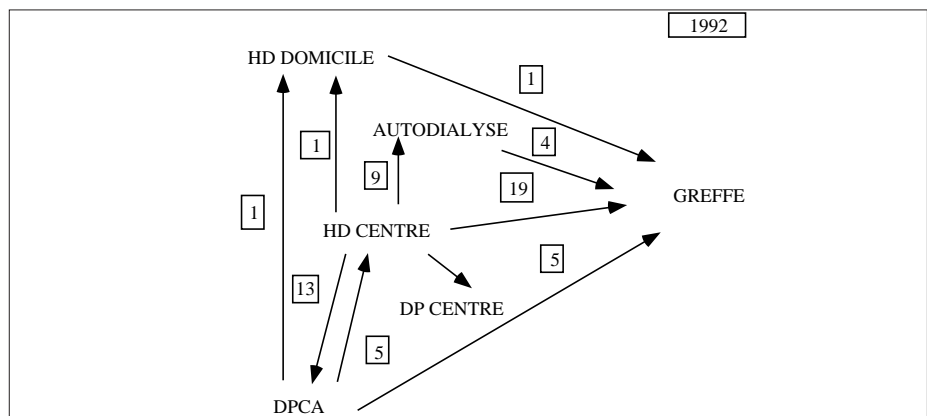 1992
HD DOMICILE
1
AUTODIALYSE
4
1
9
19
GREFFE
1
HD CENTRE
5
13
DP CENTRE
5
DPCA